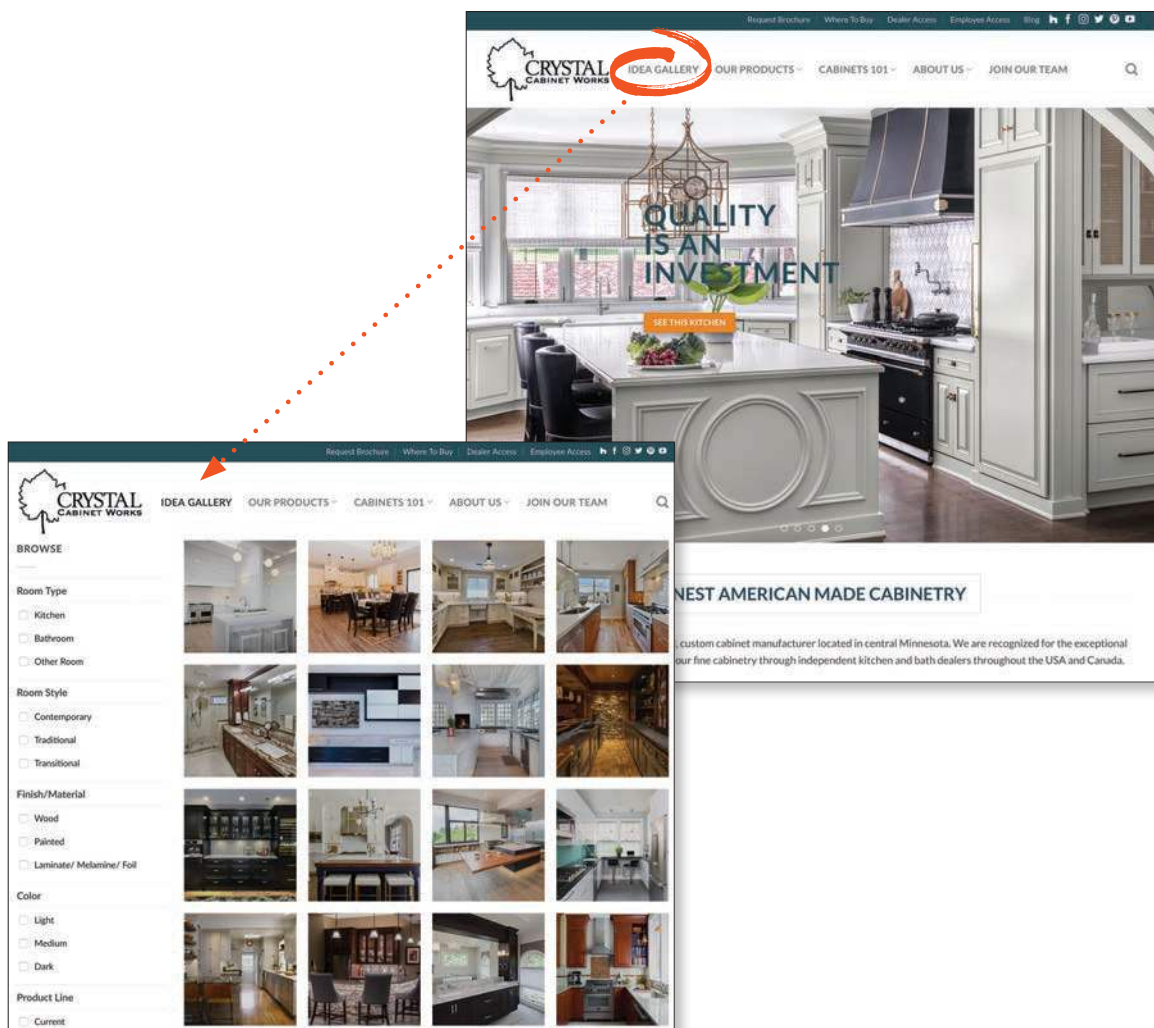 Request Brochure Where To Buy Dealer Access Employee Access Blog
CRYSTAL
CABINET WORKS
IDEA GALLERY OUR PRODUCTS CABINETS 101 ABOUT US JOIN OUR TEAM
QUALITY
IS AN
INVESTMENT
SEE THIS KITCHEN
NEST AMERICAN MADE CABINETRY
, custom cabinet manufacturer located in central Minnesota. We are recognized for the exceptional
our fine cabinetry through independent kitchen and bath dealers throughout the USA and Canada.
Request Brochure Where To Buy Dealer Access Employee Access
CRYSTAL
CABINET WORKS
IDEA GALLERY OUR PRODUCTS CABINETS 101 ABOUT US JOIN OUR TEAM
BROWSE
Room Type
Kitchen
Bathroom
Other Room
Room Style
Contemporary
Traditional
Transitional
Finish/Material
Wood
Painted
Laminate/ Melamine/ Foil
Color
Light
Medium
Dark
Product Line
Current